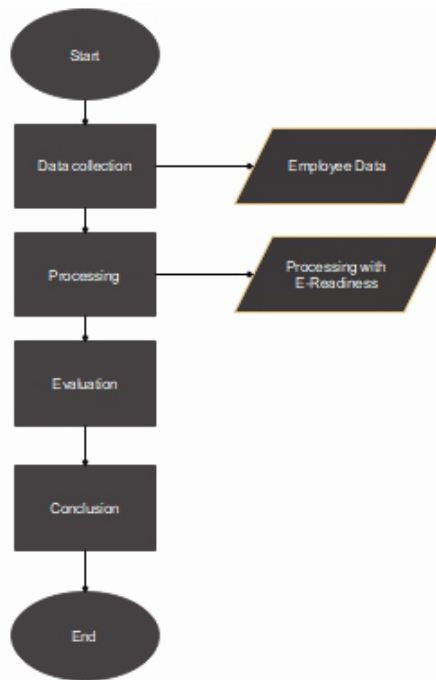 Start
Data collection
Employee Data
Processing
Processing with
E-Readiness
Evaluation
Conclusion
End